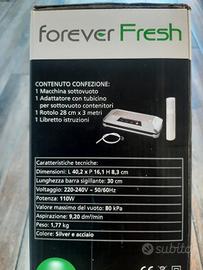 forever Fresh
CONTENUTO CONFEZIONE:
1 Macchina sottovuoto
1 Adattatore con tubicino
per sottovuoto contenitori
1 Rotolo 28 cm x 3 metri
1 Libretto istruzioni
Caratteristiche tecniche:
Dimensioni: L 40,2 x P 16,1 H 8,3 cm
Lunghezza barra sigillante: 30 cm
Voltaggio: 220-240V ~ 50/60Hz
Potenza: 110W
Valore massimo del vuoto: 80 kPa
Aspirazione: 9,20 dm³/min
Peso: 1,77 kg
Colore: Silver e acciaio
subito